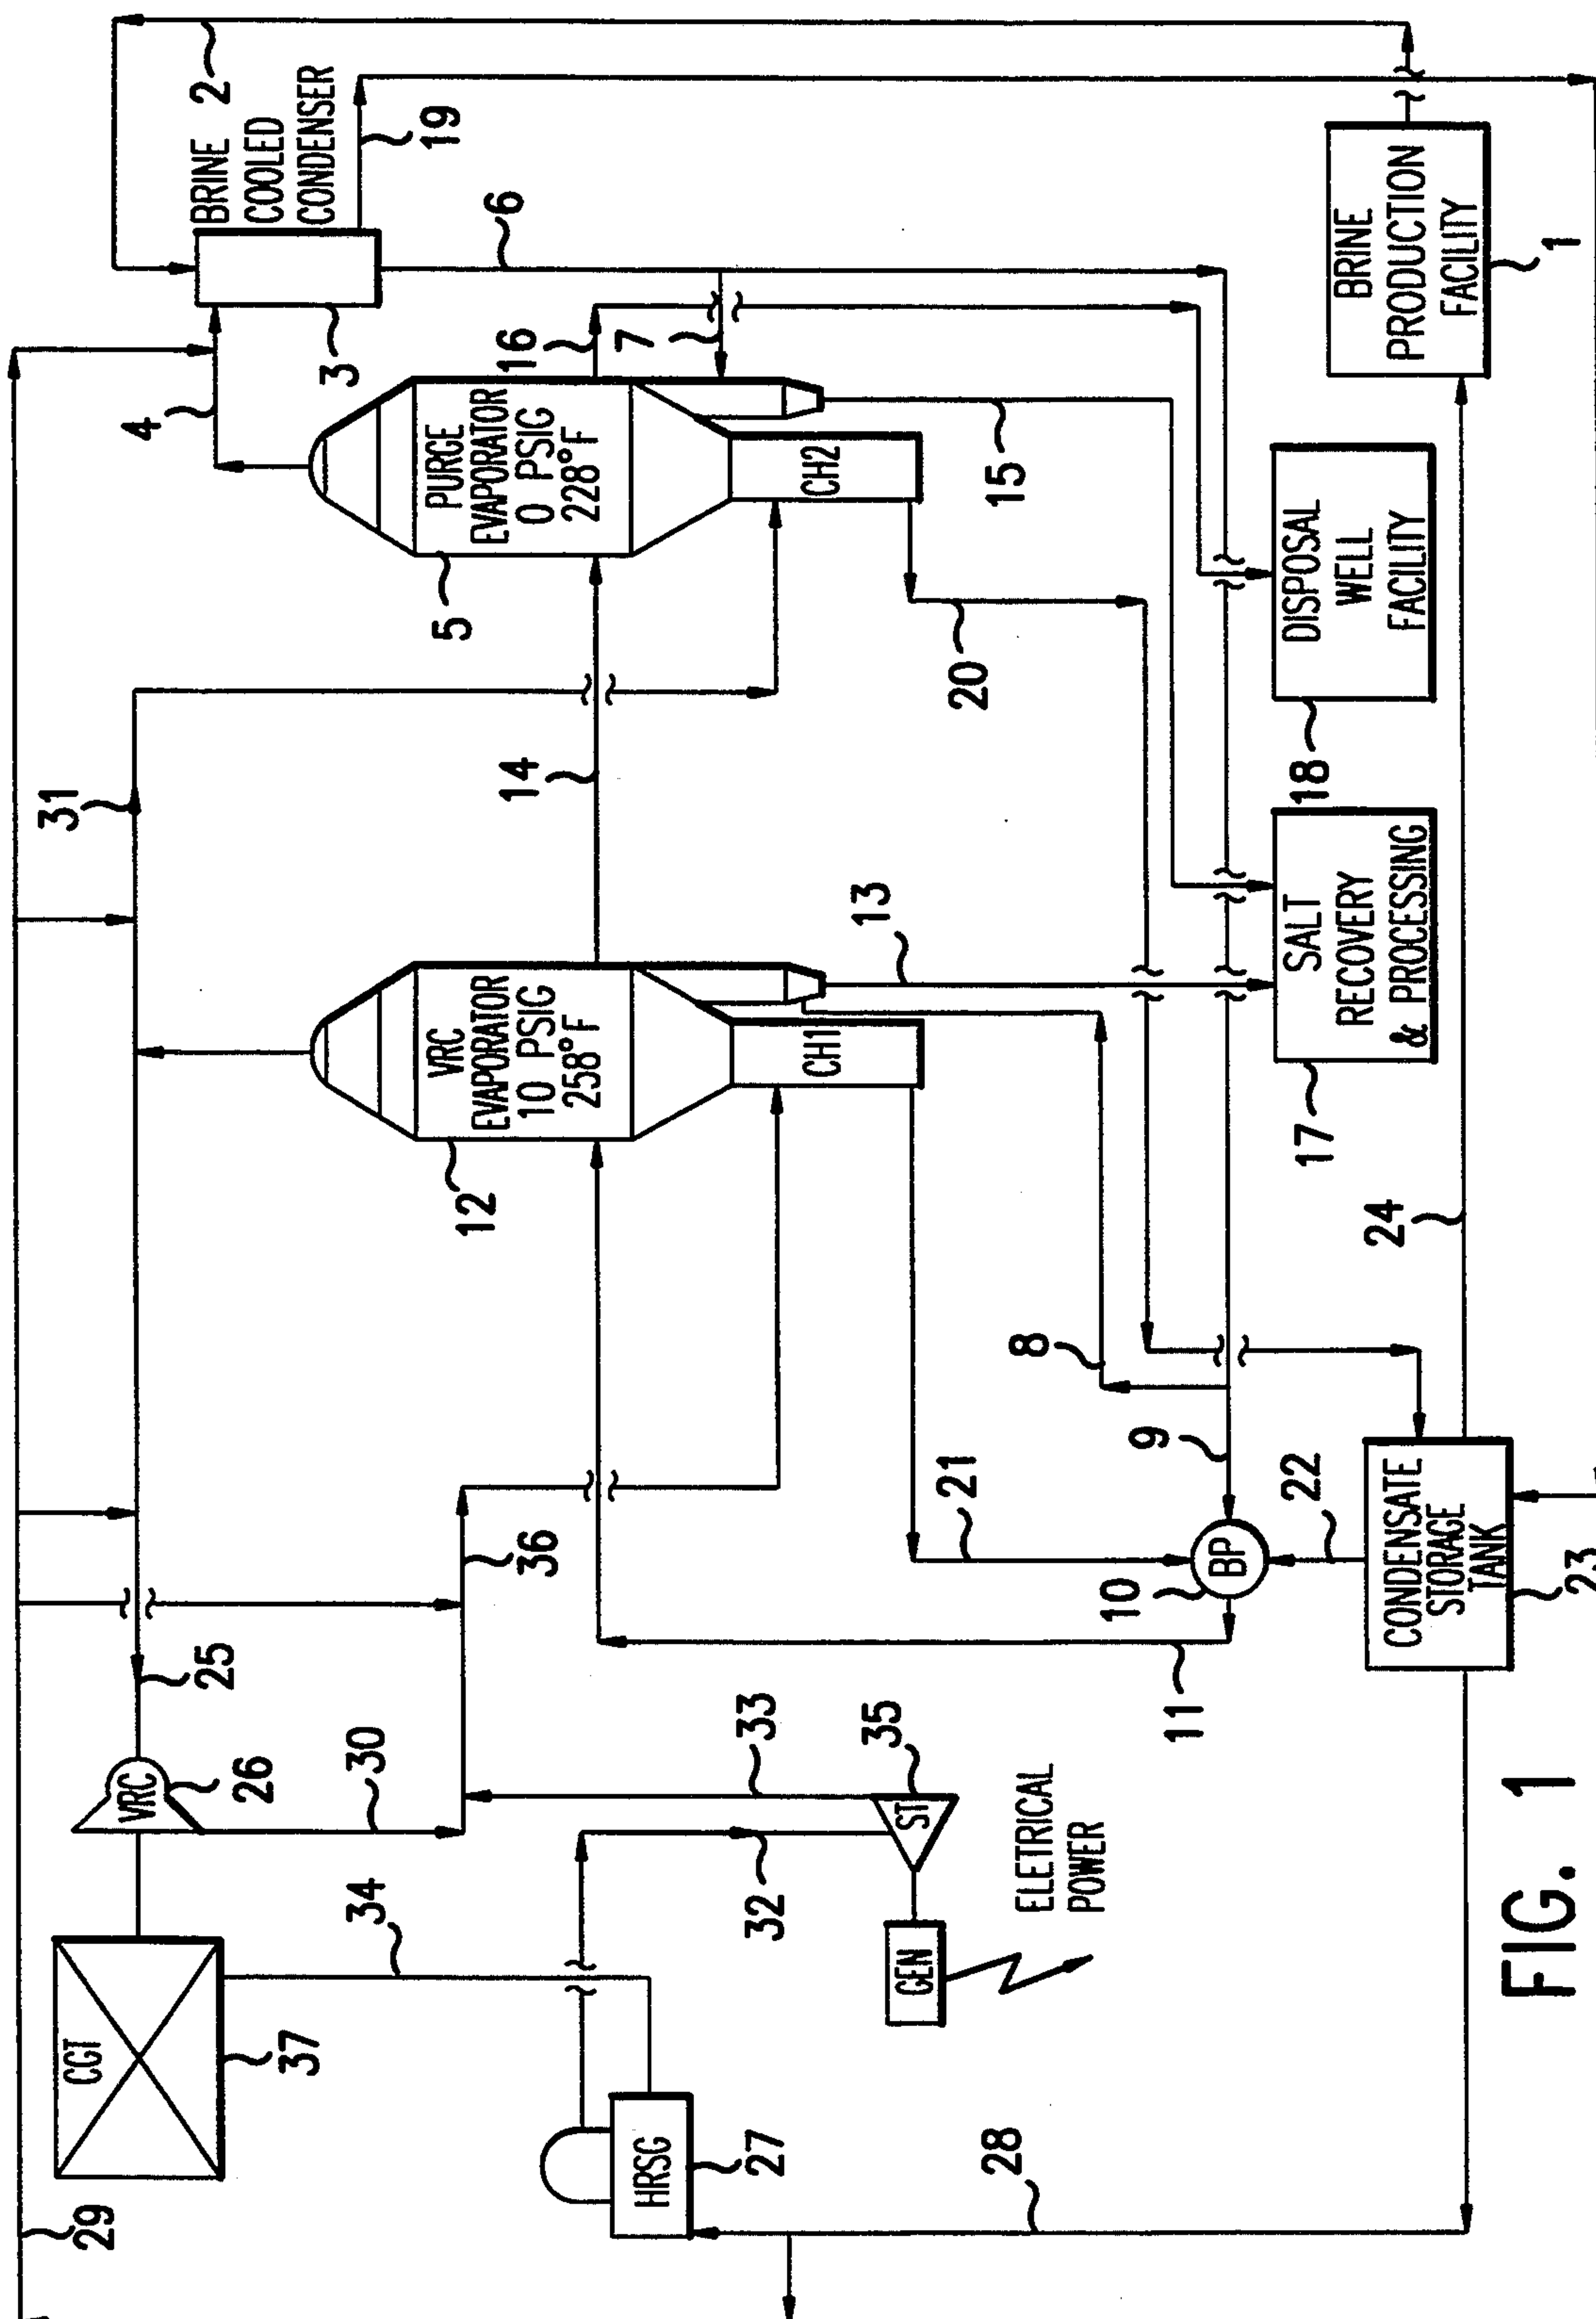 29
CGT
37
34
VRC
26
30
25
31
4
2
BRINE
COOLED
CONDENSER
3
19
6
HRSG
27
28
32
33
ST
35
GEN
ELETRICAL
POWER
36
VRC
EVAPORATOR
10 PSIG
258°F
12
CH1
14
PURGE
EVAPORATOR
0 PSIG
228°F
5
CH2
16
7
15
20
13
8
9
21
BP
10
11
22
CONDENSATE
STORAGE
TANK
23
24
SALT
RECOVERY
& PROCESSING
17
DISPOSAL
WELL
FACILITY
18
BRINE
PRODUCTION
FACILITY
1
FIG. 1